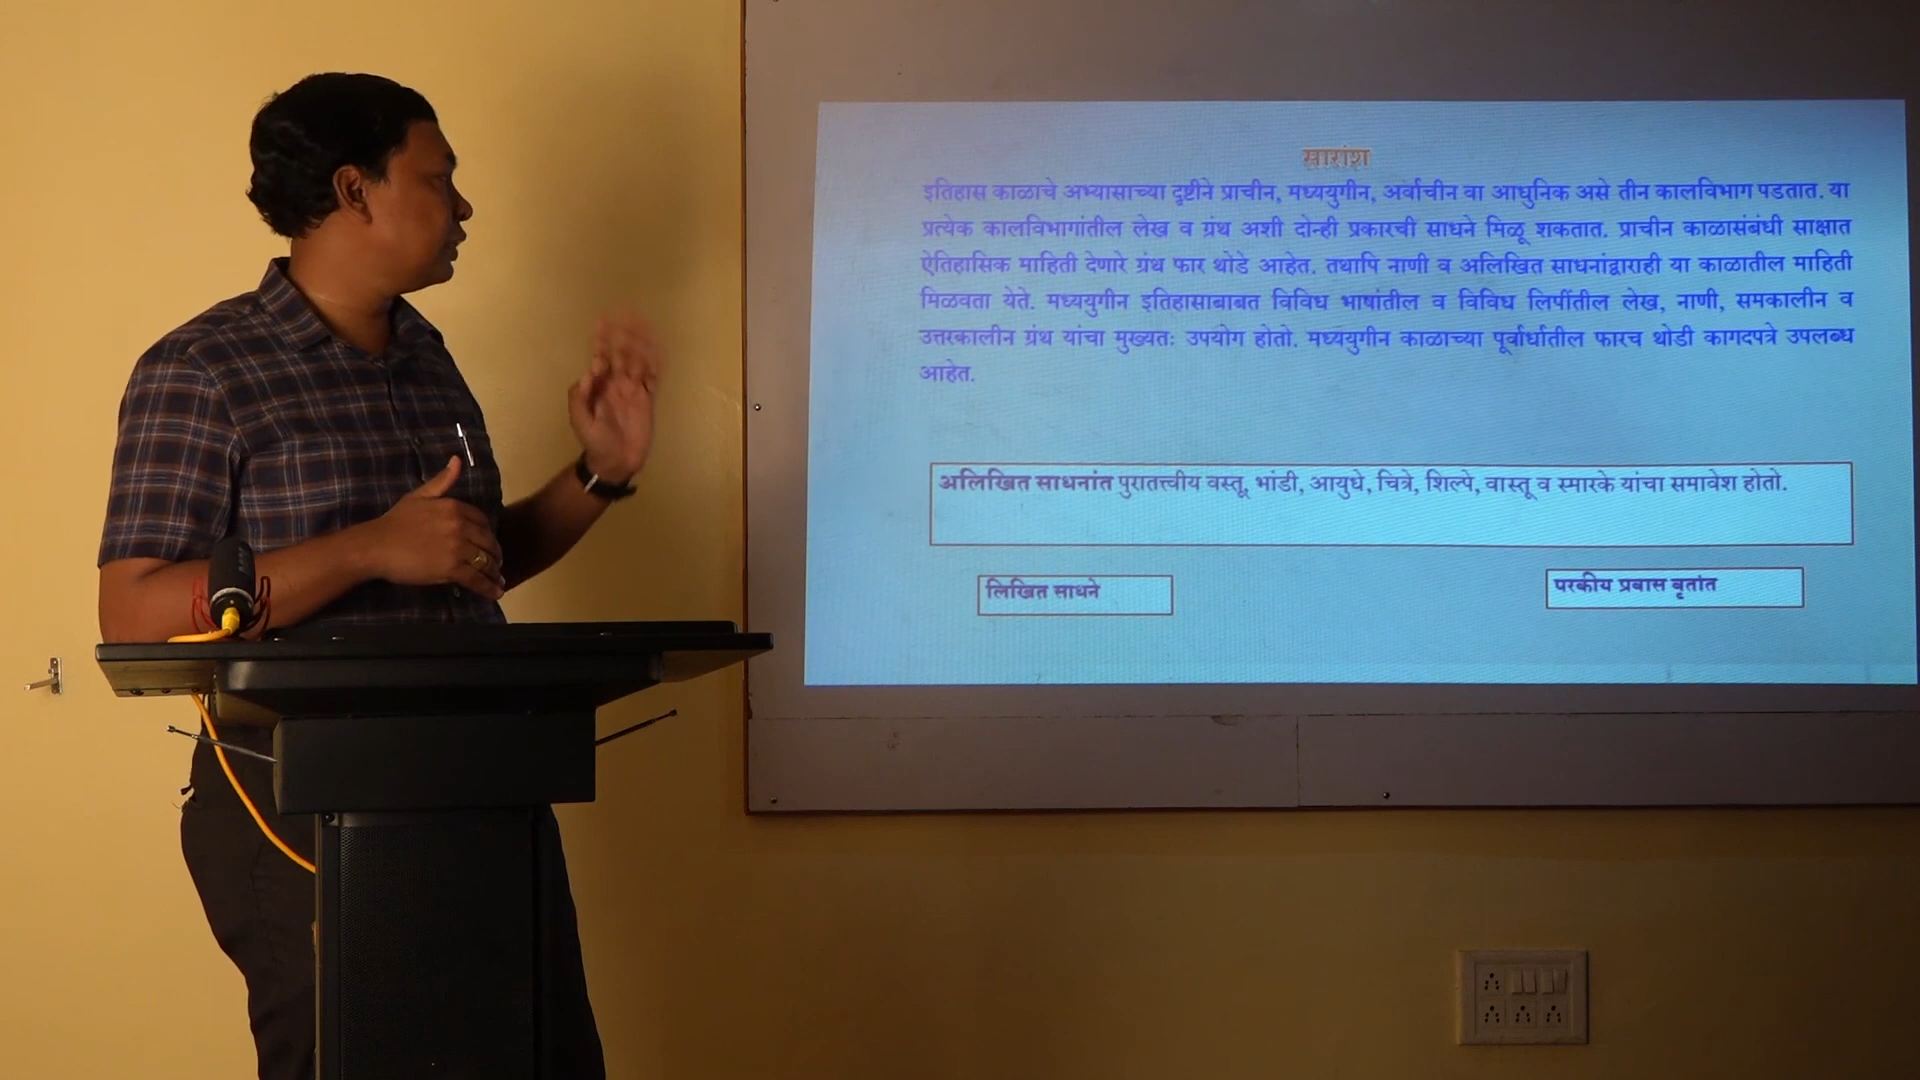 सारांश
इतिहास काळाचे अभ्यासाच्या दृष्टीने प्राचीन, मध्ययुगीन, अर्वाचीन वा आधुनिक असे तीन कालविभाग पडतात. या
प्रत्येक कालविभागांतील लेख व ग्रंथ अशी दोन्ही प्रकारची साधने मिळू शकतात. प्राचीन काळासंबंधी साक्षात
ऐतिहासिक माहिती देणारे ग्रंथ फार थोडे आहेत. तथापि नाणी व अलिखित साधनांद्वाराही या काळातील माहिती
मिळवता येते. मध्ययुगीन इतिहासाबाबत विविध भाषांतील व विविध लिपींतील लेख, नाणी, समकालीन व
उत्तरकालीन ग्रंथ यांचा मुख्यतः उपयोग होतो. मध्ययुगीन काळाच्या पूर्वार्धातील फारच थोडी कागदपत्रे उपलब्ध
आहेत.
अलिखित साधनांत पुरातत्त्वीय वस्तू, भांडी, आयुधे, चित्रे, शिल्पे, वास्तू व स्मारके यांचा समावेश होतो.
लिखित साधने
परकीय प्रवास वृतांत